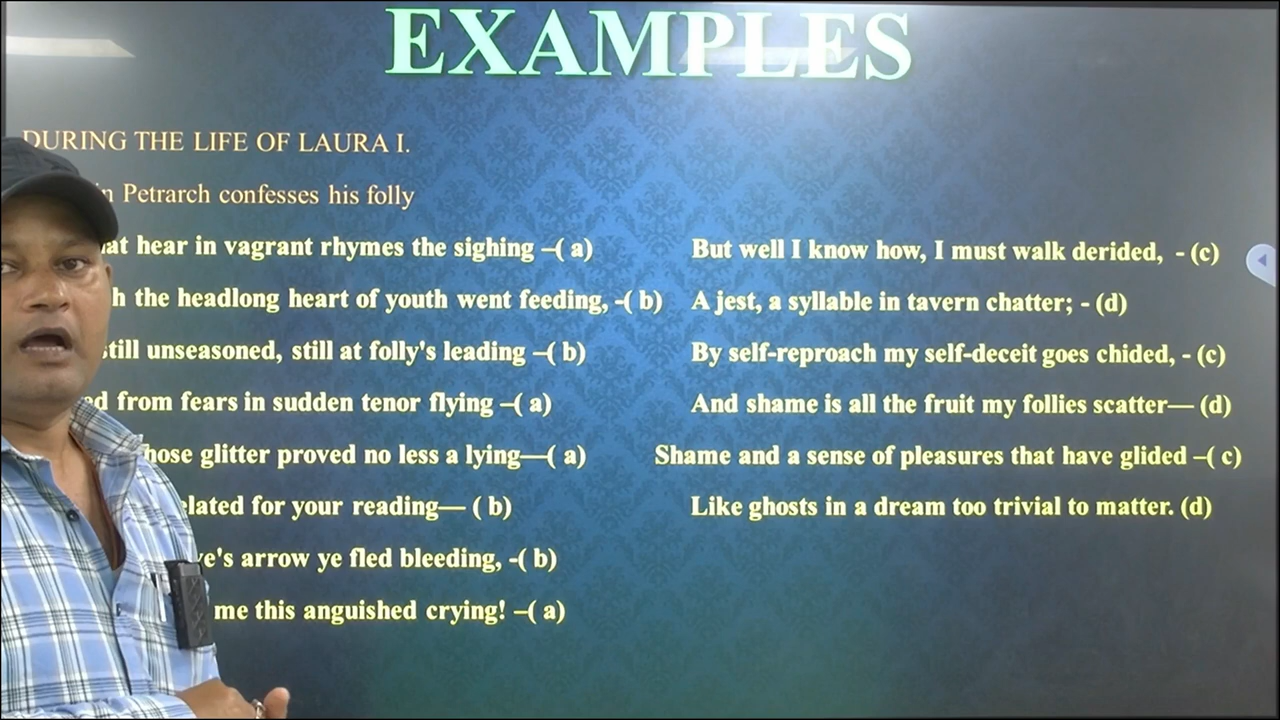 EXAMPLES
DURING THE LIFE OF LAURA I.
Petrarch confesses his folly
hear in vagrant rhymes the sighing –( a)
the headlong heart of youth went feeding, -( b)
still unseasoned, still at folly's leading –( b)
from fears in sudden tenor flying –( a)
glitter proved no less a lying—( a)
for your reading— ( b)
arrow ye fled bleeding, -( b)
me this anguished crying! –( a)
But well I know how, I must walk derided, - (c)
A jest, a syllable in tavern chatter; - (d)
By self-reproach my self-deceit goes chided, - (c)
And shame is all the fruit my follies scatter— (d)
Shame and a sense of pleasures that have glided –( c)
Like ghosts in a dream too trivial to matter. (d)